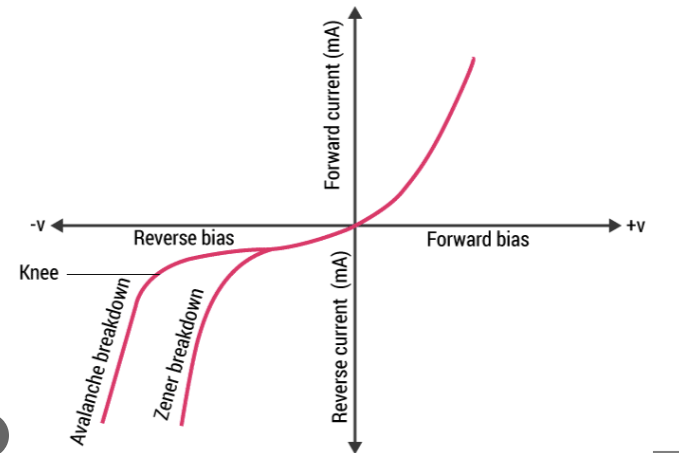 Forward current (mA)
-v
+v
Reverse bias
Forward bias
Knee
Avalanche breakdown
Zener breakdown
Reverse current (mA)